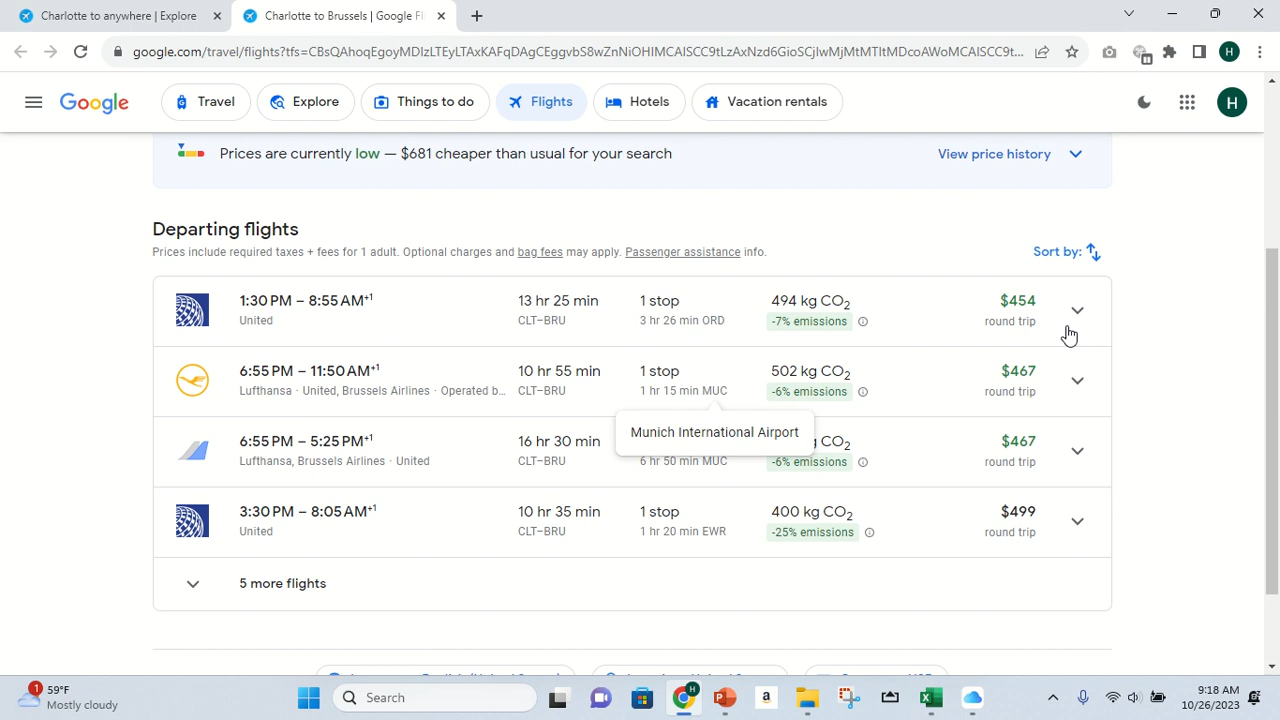 Charlotte to anywhere | Explore
Charlotte to Brussels | Google Fl
google.com/travel/flights?tfs=CBsQAhoqEgoyMDIzLTEyLTAxKAFqDAgCEggvbS8wZnNiOHIMCAISCC9tLzAxNzd6GioSCjIwMjMtMTItMDcoAWoMCAISCC9t...
H
Google
Travel
Explore
Things to do
Flights
Hotels
Vacation rentals
H
Prices are currently low — $681 cheaper than usual for your search
View price history
Departing flights
Prices include required taxes + fees for 1 adult. Optional charges and bag fees may apply. Passenger assistance info.
Sort by:
1:30 PM – 8:55 AM+1 13 hr 25 min 1 stop 494 kg CO2 $454
United CLT–BRU 3 hr 26 min ORD -7% emissions round trip
6:55 PM – 11:50 AM+1 10 hr 55 min 1 stop 502 kg CO2 $467
Lufthansa · United, Brussels Airlines · Operated b... CLT–BRU 1 hr 15 min MUC -6% emissions round trip
Munich International Airport
6:55 PM – 5:25 PM+1 16 hr 30 min g CO2 $467
Lufthansa, Brussels Airlines · United CLT–BRU 6 hr 50 min MUC -6% emissions round trip
3:30 PM – 8:05 AM+1 10 hr 35 min 1 stop 400 kg CO2 $499
United CLT–BRU 1 hr 20 min EWR -25% emissions round trip
5 more flights
1
59°F
Mostly cloudy
Search
H
9:18 AM
10/26/2023